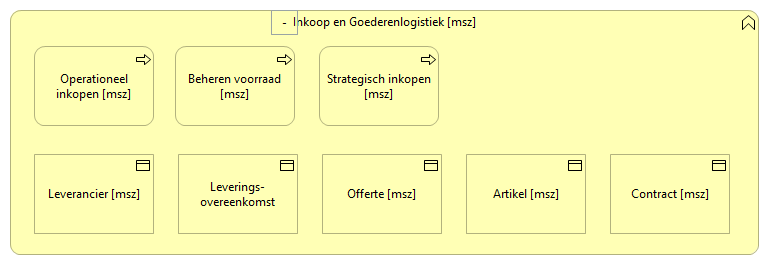 - Inkoop en Goederenlogistiek [msz]
Operationeel
inkopen [msz]
Beheren voorraad
[msz]
Strategisch inkopen
[msz]
Leverancier [msz]
Leverings-
overeenkomst
Offerte [msz]
Artikel [msz]
Contract [msz]